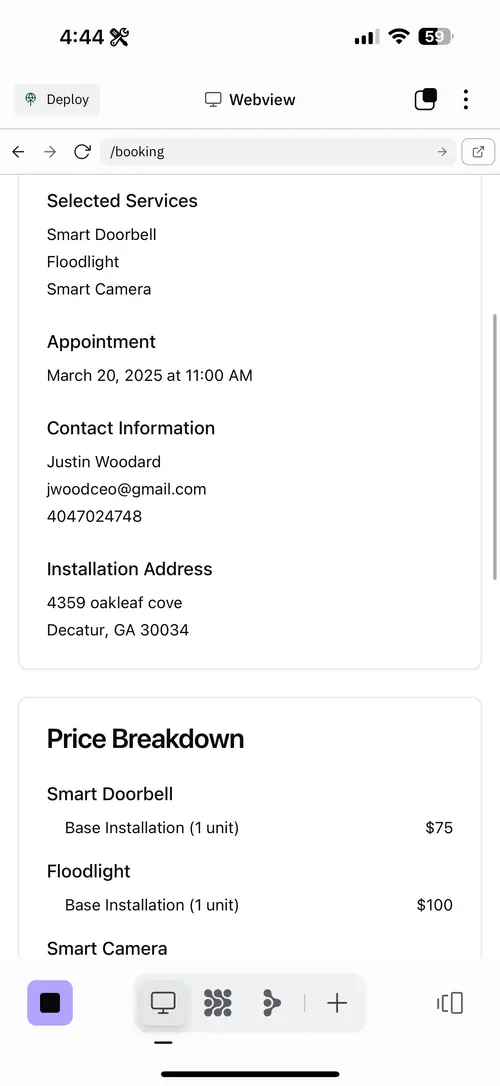 4:44
59
Deploy
Webview
/booking
Selected Services
Smart Doorbell
Floodlight
Smart Camera
Appointment
March 20, 2025 at 11:00 AM
Contact Information
Justin Woodard
jwoodceo@gmail.com
4047024748
Installation Address
4359 oakleaf cove
Decatur, GA 30034
Price Breakdown
Smart Doorbell
Base Installation (1 unit) $75
Floodlight
Base Installation (1 unit) $100
Smart Camera